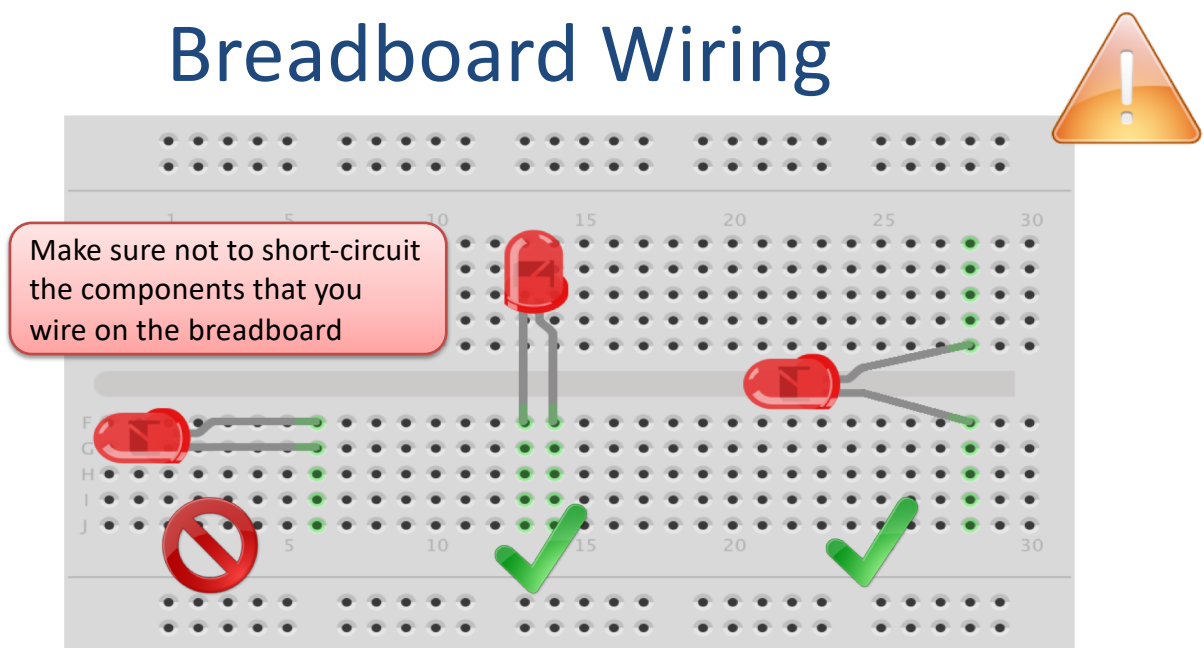 Breadboard Wiring
1 5 10 15 20 25 30
Make sure not to short-circuit
the components that you
wire on the breadboard
F
G
H
I
J
5 10 15 20 30